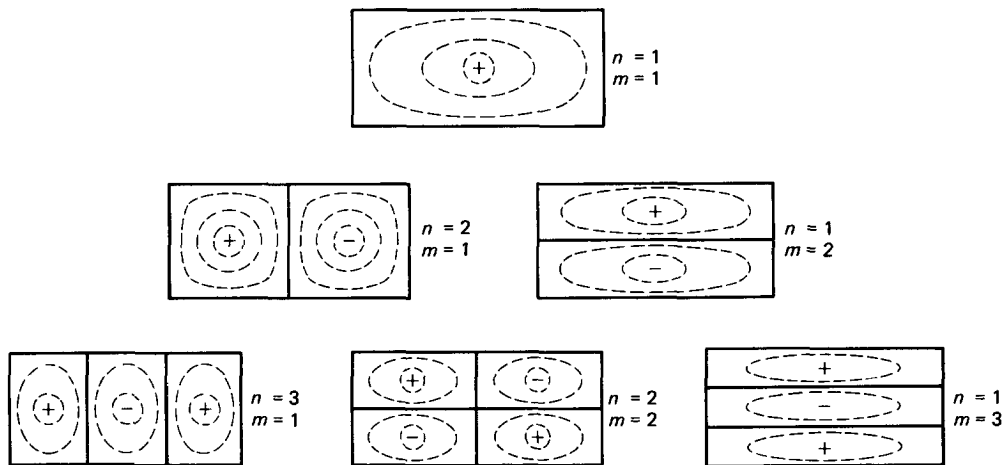 +
n = 1
m = 1
+ −
n = 2
m = 1
+
−
n = 1
m = 2
+ − +
n = 3
m = 1
+ −
− +
n = 2
m = 2
+
−
+
n = 1
m = 3